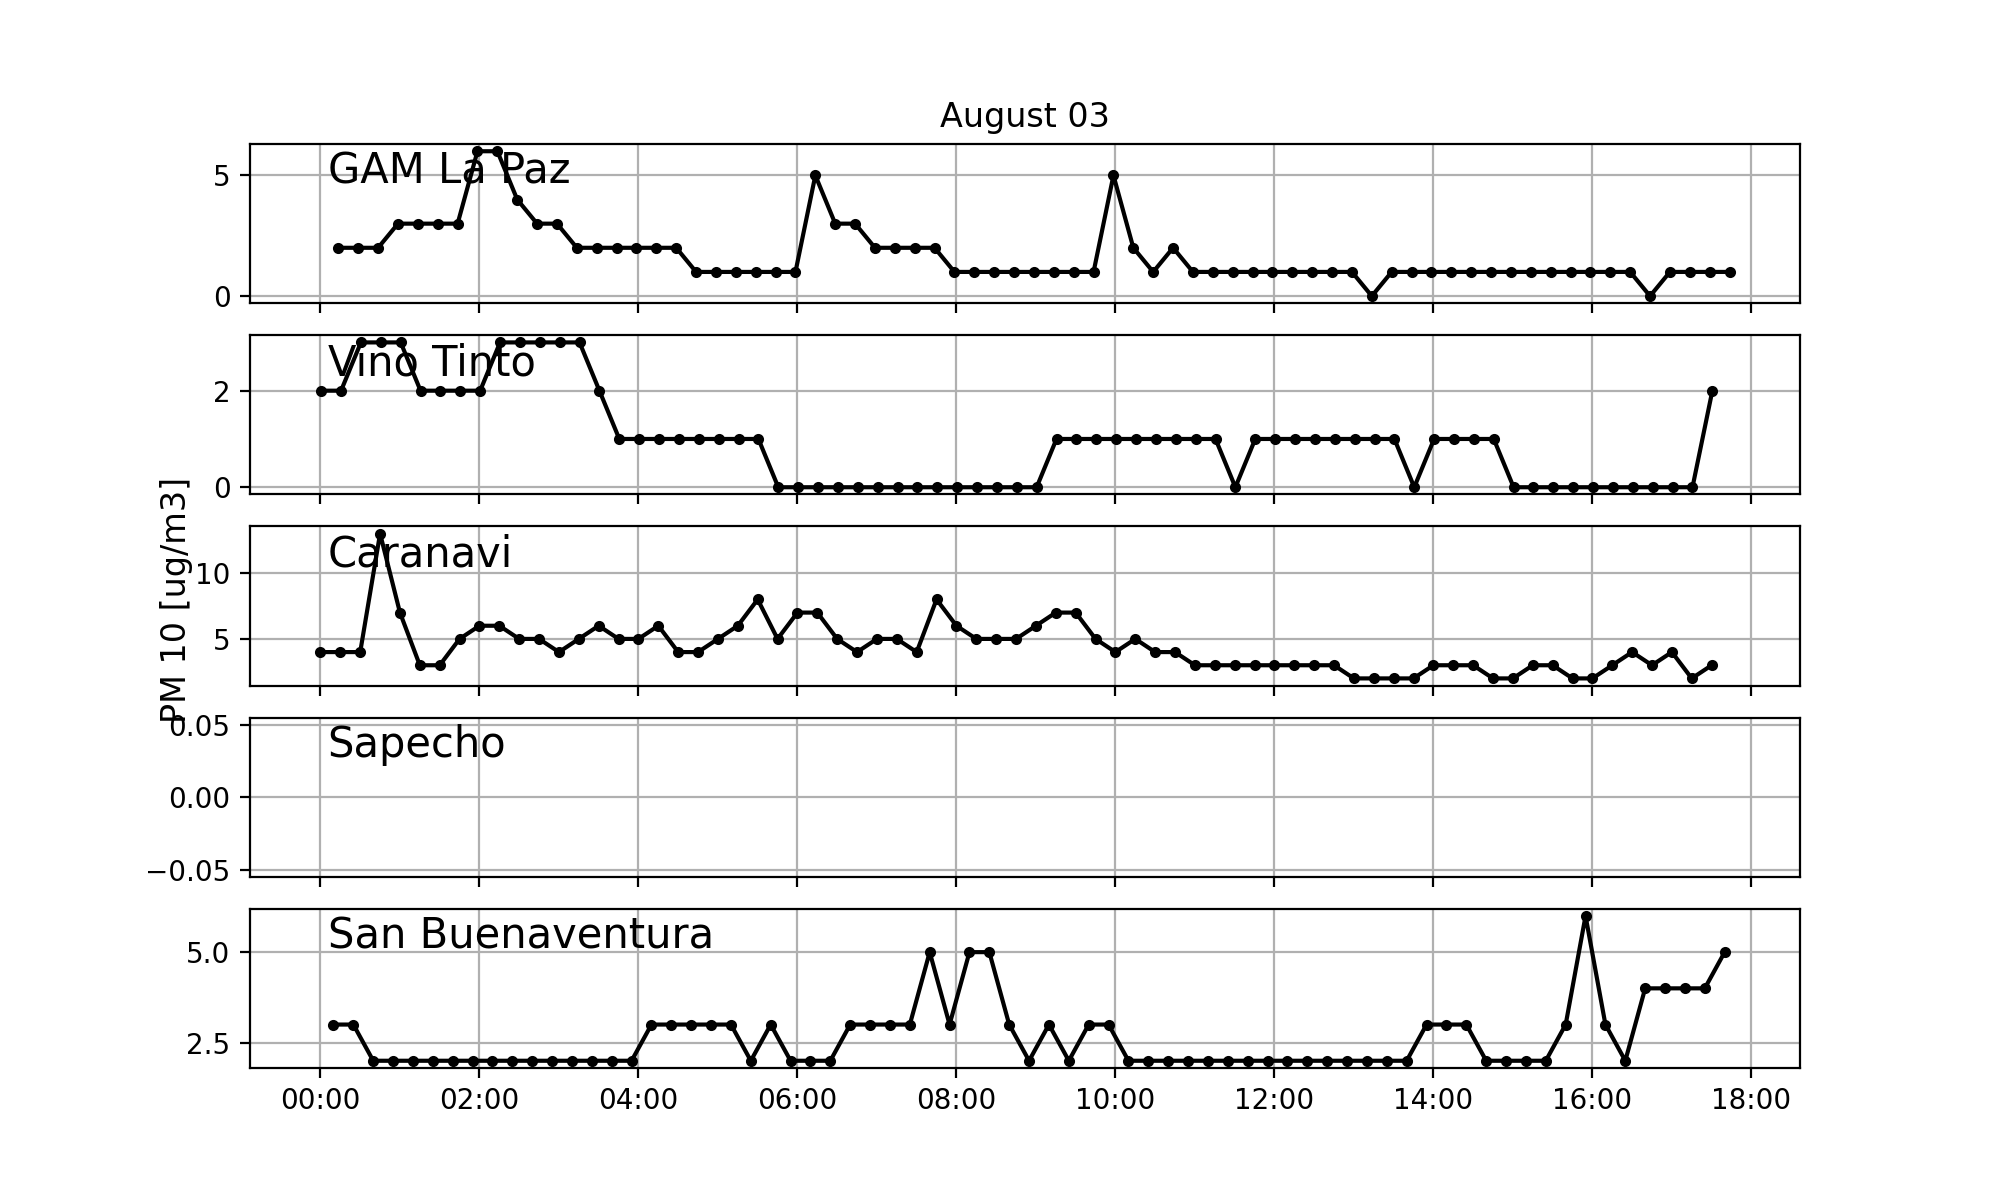 August 03
GAM La Paz
5
0
Vino Tinto
2
0
PM 10 [ug/m3]
Caranavi
10
5
Sapecho
0.05
0.00
−0.05
San Buenaventura
5.0
2.5
00:00 02:00 04:00 06:00 08:00 10:00 12:00 14:00 16:00 18:00